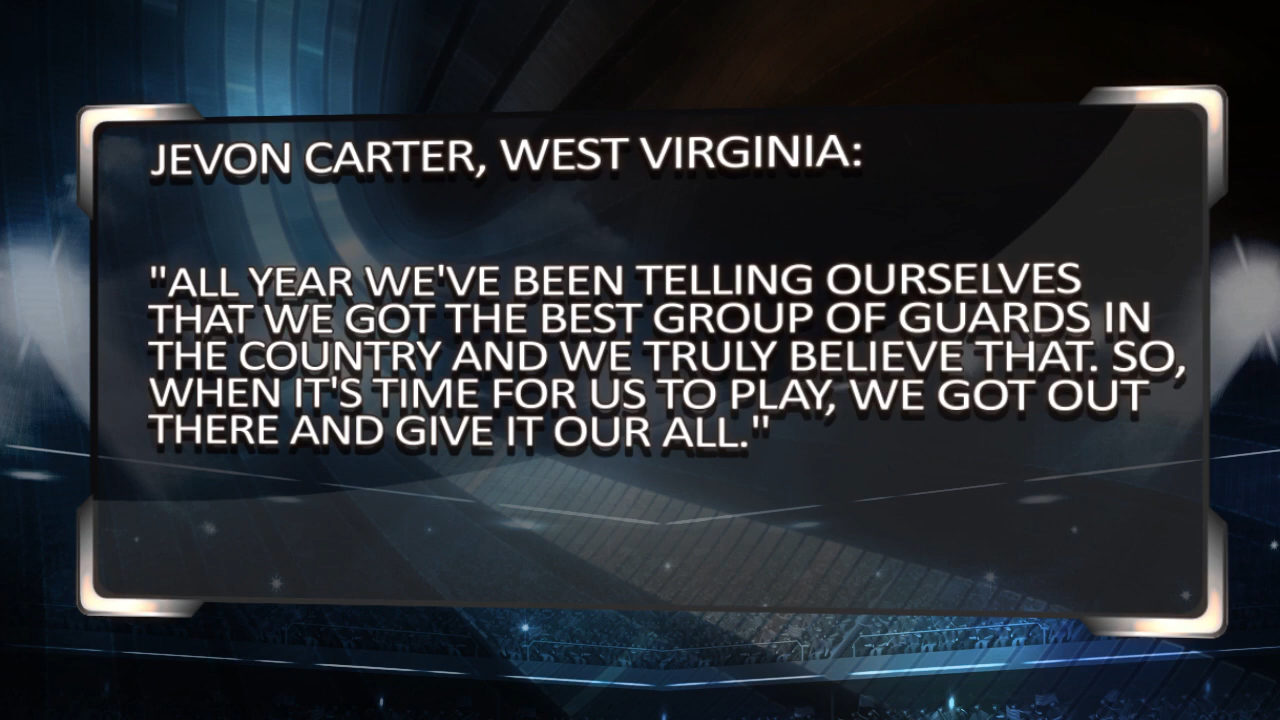 JEVON CARTER, WEST VIRGINIA:
"ALL YEAR WE'VE BEEN TELLING OURSELVES
THAT WE GOT THE BEST GROUP OF GUARDS IN
THE COUNTRY AND WE TRULY BELIEVE THAT. SO,
WHEN IT'S TIME FOR US TO PLAY, WE GOT OUT
THERE AND GIVE IT OUR ALL."